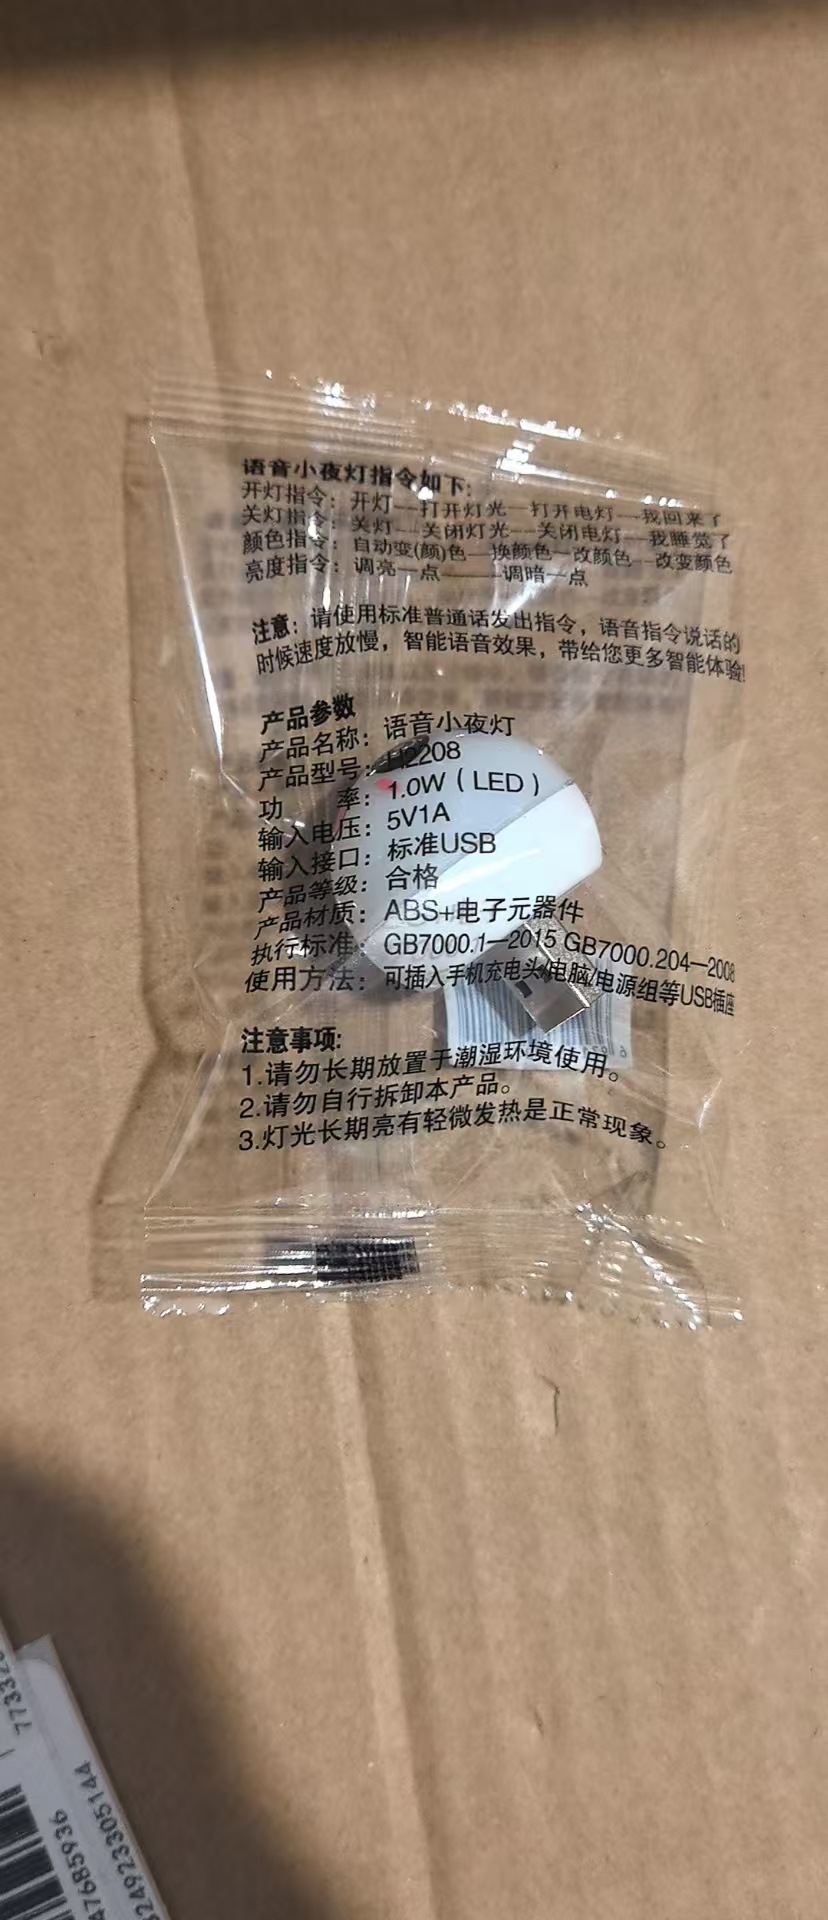 语音小夜灯指令如下:
开灯指令: 开灯—打开灯光—打开电灯—我回来了
关灯指令: 关灯—关闭灯光—关闭电灯—我睡觉了
颜色指令: 自动变(颜)色—换颜色—改颜色—改变颜色
亮度指令: 调亮一点——调暗一点
注意: 请使用标准普通话发出指令，语音指令说话的
时候速度放慢，智能语音效果，带给您更多智能体验!
产品参数
产品名称: 语音小夜灯
产品型号: 2208
功 率: 1.0W（LED）
输入电压: 5V1A
输入接口: 标准USB
产品等级: 合格
产品材质: ABS+电子元器件
执行标准: GB7000.1—2015 GB7000.204—2008
使用方法: 可插入手机充电头/电脑/电源组等USB插座
注意事项:
1.请勿长期放置于潮湿环境使用。
2.请勿自行拆卸本产品。
3.灯光长期亮有轻微发热是正常现象。